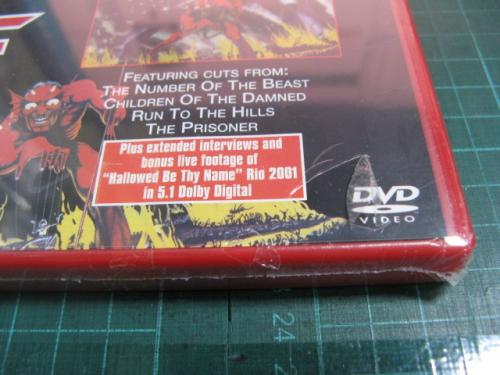 FEATURING CUTS FROM:
THE NUMBER OF THE BEAST
CHILDREN OF THE DAMNED
RUN TO THE HILLS
THE PRISONER
Plus extended interviews and
bonus live footage of
"Hallowed Be Thy Name" Rio 2001
in 5.1 Dolby Digital
DVD
VIDEO
24